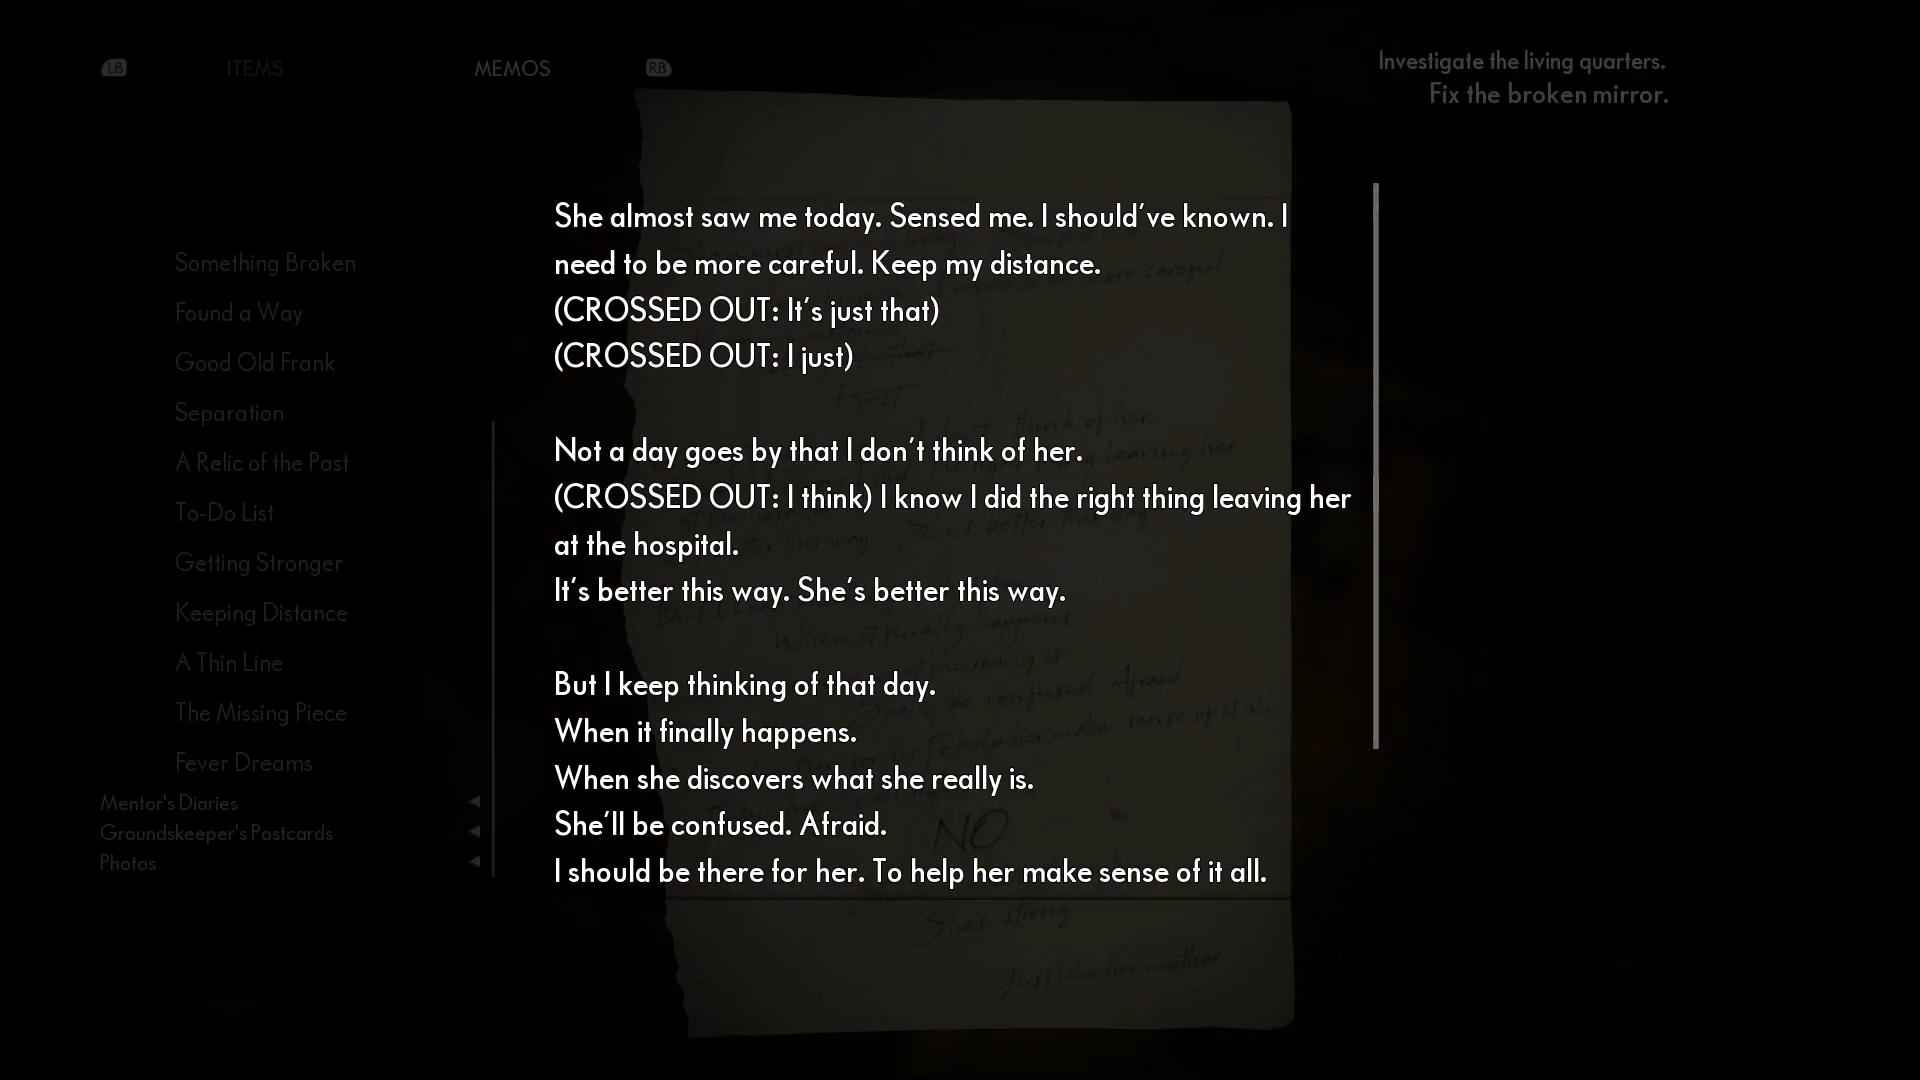 LB
ITEMS
MEMOS
RB
Investigate the living quarters.
Fix the broken mirror.
Something Broken
Found a Way
Good Old Frank
Separation
A Relic of the Past
To-Do List
Getting Stronger
Keeping Distance
A Thin Line
The Missing Piece
Fever Dreams
Mentor's Diaries
Groundskeeper's Postcards
Photos
She almost saw me today. Sensed me. I should've known. I
need to be more careful. Keep my distance.
(CROSSED OUT: It's just that)
(CROSSED OUT: I just)
Not a day goes by that I don't think of her.
(CROSSED OUT: I think) I know I did the right thing leaving her
at the hospital.
It's better this way. She's better this way.
But I keep thinking of that day.
When it finally happens.
When she discovers what she really is.
She'll be confused. Afraid.
I should be there for her. To help her make sense of it all.
NO
She's strong
Just like her mother